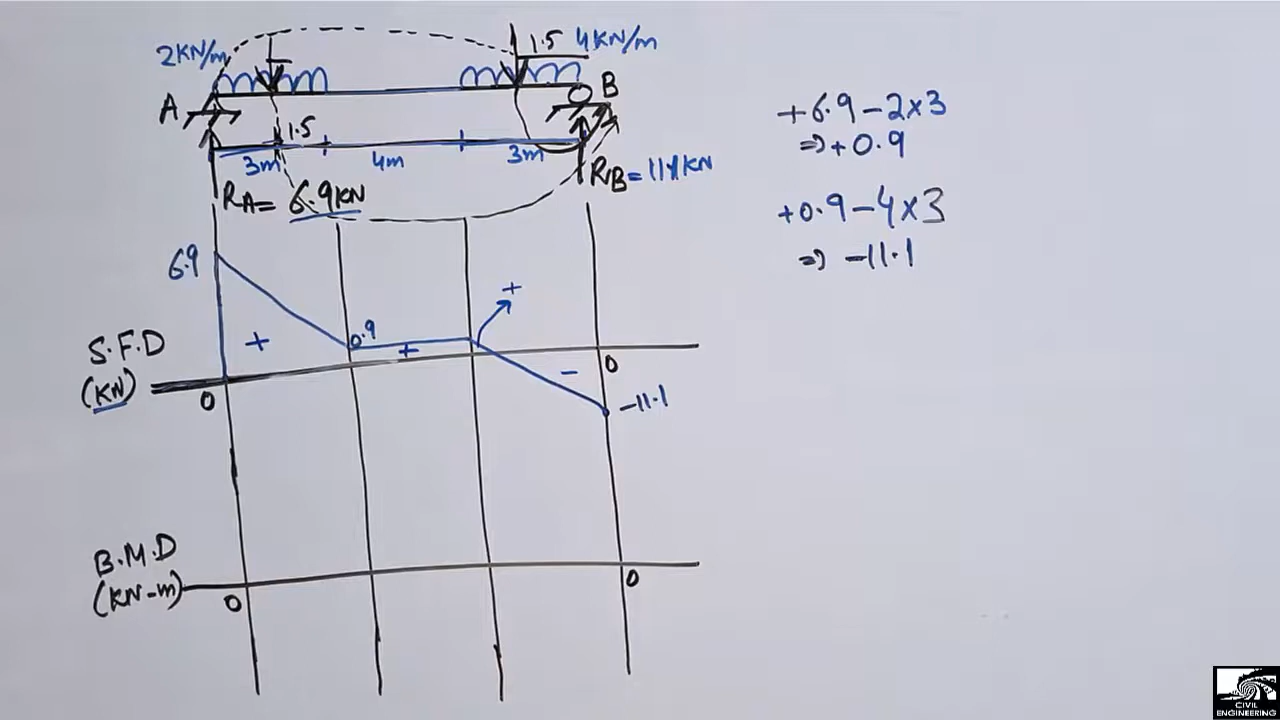 2KN/m
1.5
4KN/m
A
B
1.5
3m
4m
3m
RA= 6.9KN
RB=111KN
+6.9-2×3
⇒+0.9
+0.9-4×3
⇒ -11.1
6.9
+
0.9
+
+
-
S.F.D
(KN)
0
0
-11.1
B.M.D
(KN-m)
0
0
CIVIL
ENGINEERING